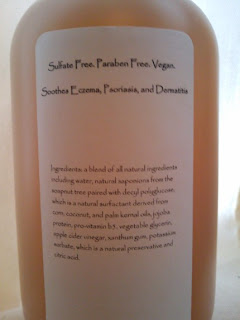 Sulfate Free. Paraben Free. Vegan.
Soothes Eczema, Psoriasis, and Dermatitis
Ingredients: a blend of all natural ingredients
including water, natural saponins from the
soapnut tree paired with decyl polyglucose,
which is a natural surfactant derived from
corn, coconut, and palm kernal oils, jojoba
protein, pro-vitamin b5, vegetable glycerin,
apple cider vinegar, xanthan gum, potassium
sorbate, which is a natural preservative and
citric acid.